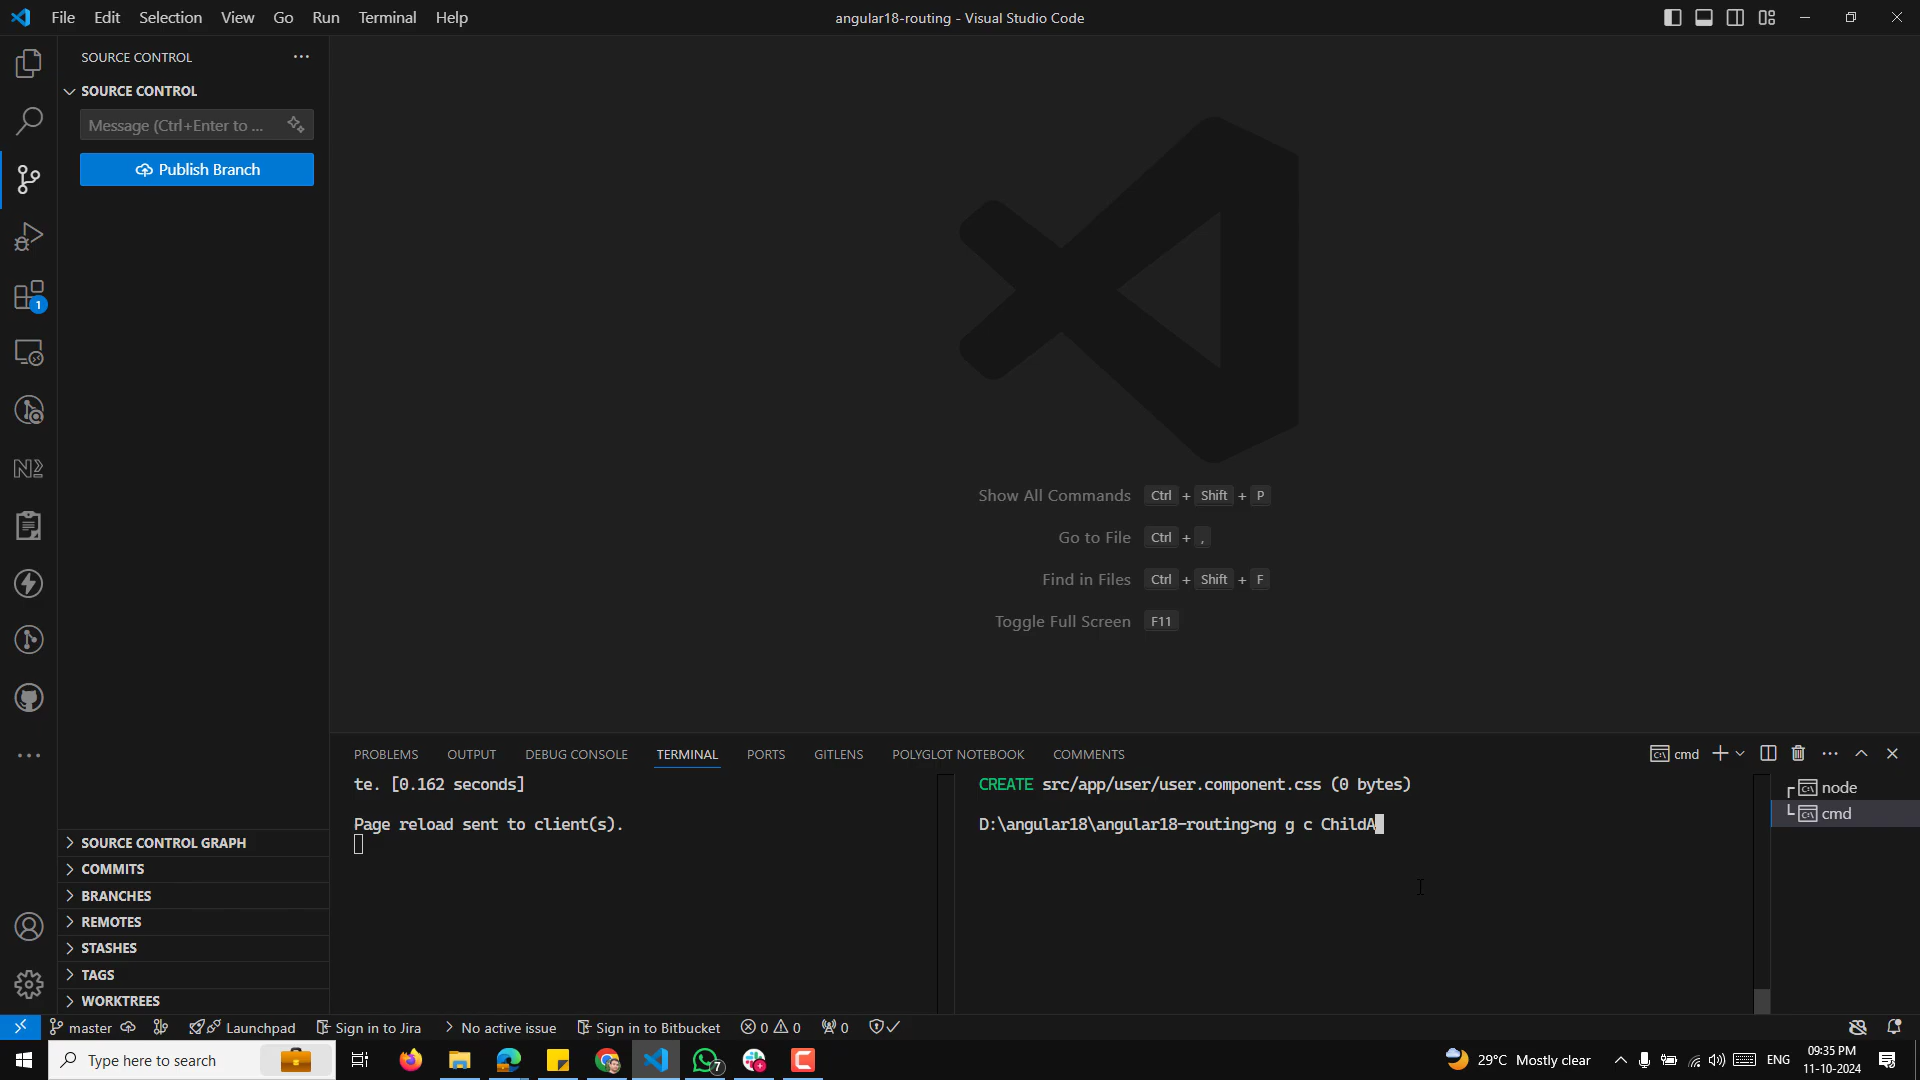 File Edit Selection View Go Run Terminal Help
angular18-routing - Visual Studio Code
SOURCE CONTROL
SOURCE CONTROL
Message (Ctrl+Enter to ...
Publish Branch
1
Show All Commands Ctrl + Shift + P
Go to File Ctrl + ,
Find in Files Ctrl + Shift + F
Toggle Full Screen F11
PROBLEMS OUTPUT DEBUG CONSOLE TERMINAL PORTS GITLENS POLYGLOT NOTEBOOK COMMENTS
cmd
te. [0.162 seconds]
Page reload sent to client(s).
CREATE src/app/user/user.component.css (0 bytes)
D:\angular18\angular18-routing>ng g c ChildA
node
cmd
SOURCE CONTROL GRAPH
COMMITS
BRANCHES
REMOTES
STASHES
TAGS
WORKTREES
master Launchpad Sign in to Jira No active issue Sign in to Bitbucket 0 0 0
Type here to search
7
29°C Mostly clear
ENG
09:35 PM
11-10-2024